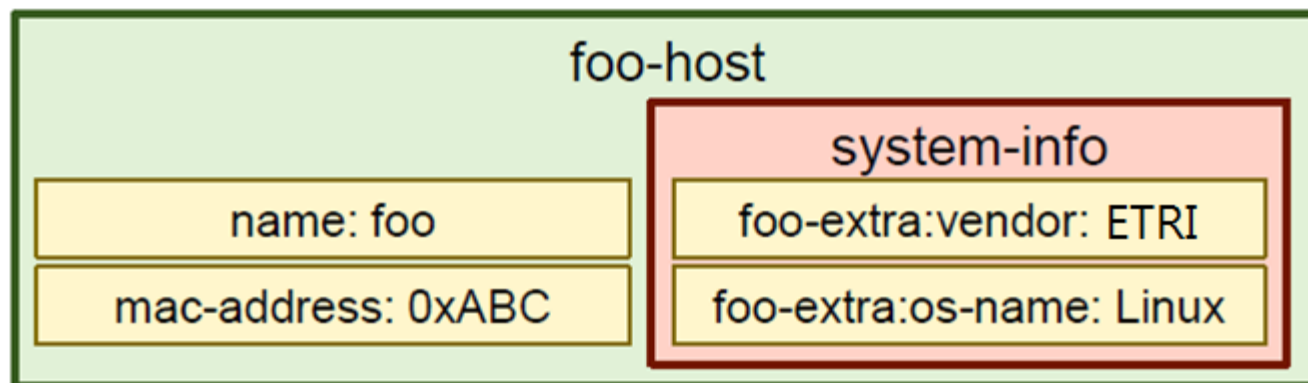 foo-host
system-info
name: foo
foo-extra:vendor: ETRI
mac-address: 0xABC
foo-extra:os-name: Linux